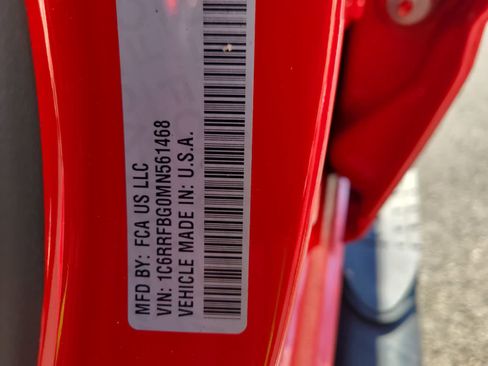 MFD BY: FCA US LLC
VIN: 1C6RRFBG0MN561468
VEHICLE MADE IN: U.S.A.